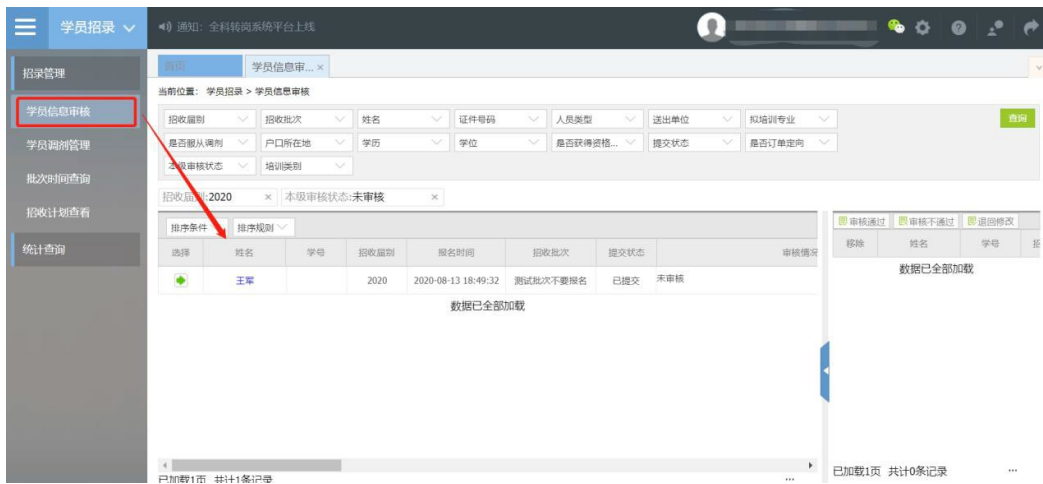 学员招录
通知: 全科转岗系统平台上线
招录管理
学员信息审核
学员调剂管理
批次时间查询
招收计划查看
统计查询
首页
学员信息审... ×
当前位置: 学员招录 > 学员信息审核
招收届别 招收批次 姓名 证件号码 人员类型 送出单位 拟培训专业 查询
是否服从调剂 户口所在地 学历 学位 是否获得资格... 提交状态 是否订单定向
本级审核状态 培训类别
招收届别:2020 × 本级审核状态:未审核 ×
排序条件 排序规则
选择 姓名 学号 招收届别 报名时间 招收批次 提交状态 审核情况
王军 2020 2020-08-13 18:49:32 测试批次不要报名 已提交 未审核
数据已全部加载
已加载1页 共计1条记录 ...
审核通过 审核不通过 退回修改
移除 姓名 学号 招
数据已全部加载
已加载1页 共计0条记录 ...